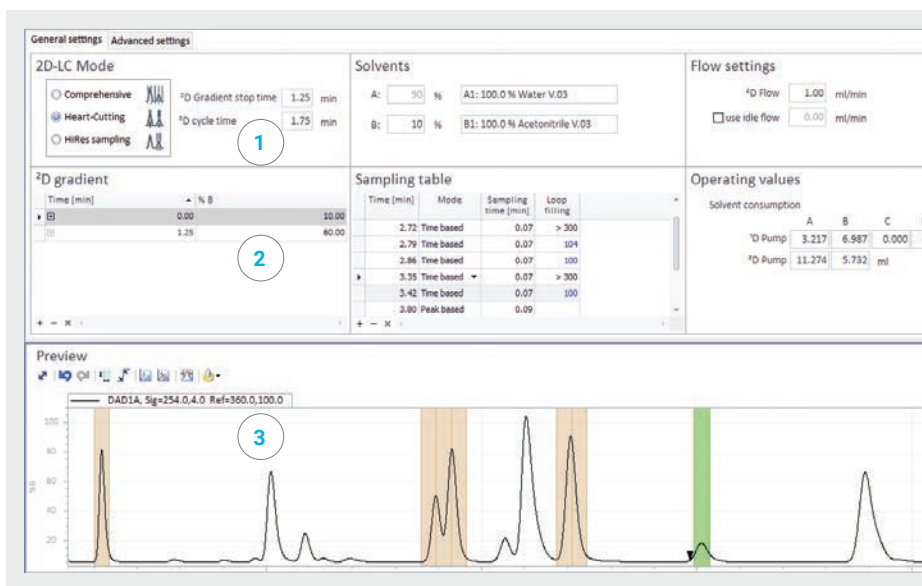 General settings Advanced settings
2D-LC Mode
Comprehensive
Heart-Cutting
HiRes sampling
²D Gradient stop time 1.25 min
²D cycle time 1.75 min
1
Solvents
A: 90 % A1: 100.0 % Water V.03
B: 10 % B1: 100.0 % Acetonitrile V.03
Flow settings
²D Flow 1.00 ml/min
use idle flow 0.00 ml/min
²D gradient
Time [min] % B
0.00 10.00
1.25 60.00
2
Sampling table
Time [min] Mode Sampling time [min] Loop filling
2.72 Time based 0.07 > 300
2.79 Time based 0.07 104
2.86 Time based 0.07 100
3.35 Time based 0.07 > 300
3.42 Time based 0.07 100
3.80 Peak based 0.09
Operating values
Solvent consumption
A B C
¹D Pump 3.217 6.987 0.000
²D Pump 11.274 5.732 ml
Preview
DAD1A, Sig=254.0,4.0 Ref=360.0,100.0
3
100
80
60
40
20
%B